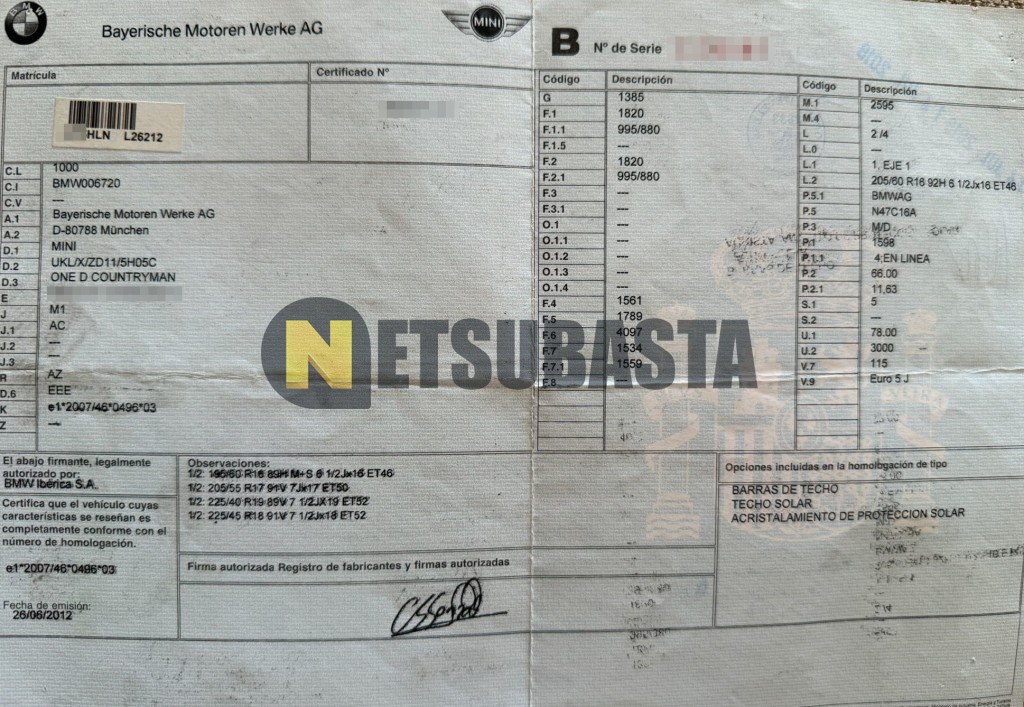 BMW
Bayerische Motoren Werke AG
MINI
B Nº de Serie
Matrícula
Certificado Nº
HLN L26212
C.L 1000
C.I BMW006720
C.V ---
A.1 Bayerische Motoren Werke AG
A.2 D-80788 München
D.1 MINI
D.2 UKL/X/ZD11/5H05C
D.3 ONE D COUNTRYMAN
E
J M1
J.1 AC
J.2 ---
J.3 ---
R AZ
D.6 EEE
K e1*2007/46*0496*03
Z ---
Código Descripción
G 1385
F.1 1820
F.1.1 995/880
F.1.5 ---
F.2 1820
F.2.1 995/880
F.3 ---
F.3.1 ---
O.1 ---
O.1.1 ---
O.1.2 ---
O.1.3 ---
O.1.4 ---
F.4 1561
F.5 1789
F.6 4097
F.7 1534
F.7.1 1559
F.8 ---
Código Descripción
M.1 2595
M.4 ---
L 2 /4
L.0 ---
L.1 1, EJE 1
L.2 205/60 R16 92H 6 1/2Jx16 ET46
P.5.1 BMWAG
P.5 N47C16A
P.3 M/D
P.1 1598
P.1.1 4;EN LINEA
P.2 66.00
P.2.1 11,63
S.1 5
S.2 ---
U.1 78.00
U.2 3000
V.7 115
V.9 Euro 5 J
NETSUBASTA
El abajo firmante, legalmente
autorizado por:
BMW Ibérica S.A.
Certifica que el vehículo cuyas
características se reseñan es
completamente conforme con el
número de homologación.
e1*2007/46*0496*03
Fecha de emisión:
26/06/2012
Observaciones:
1/2: 195/60 R16 89H M+S 6 1/2Jx16 ET46
1/2: 205/55 R17 91V 7Jx17 ET50
1/2: 225/40 R19 89V 7 1/2JX19 ET52
1/2: 225/45 R18 91V 7 1/2Jx18 ET52
Firma autorizada Registro de fabricantes y firmas autorizadas
Opciones incluidas en la homologación de tipo
BARRAS DE TECHO
TECHO SOLAR
ACRISTALAMIENTO DE PROTECCION SOLAR